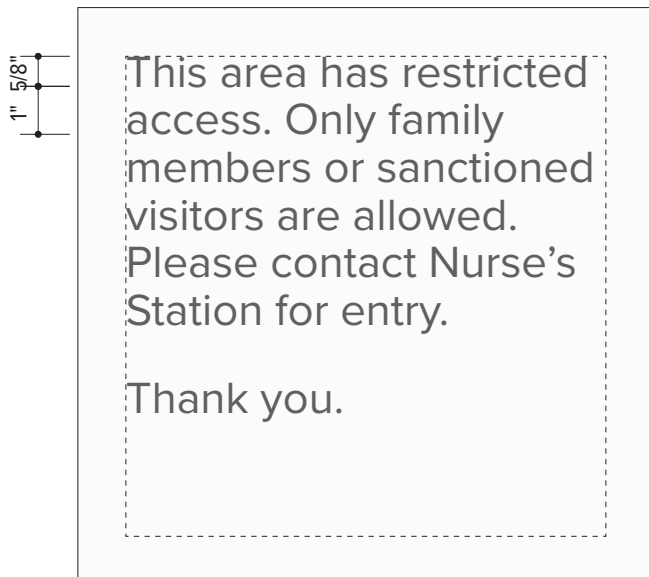 5/8"
1"
This area has restricted
access. Only family
members or sanctioned
visitors are allowed.
Please contact Nurse’s
Station for entry.
Thank you.